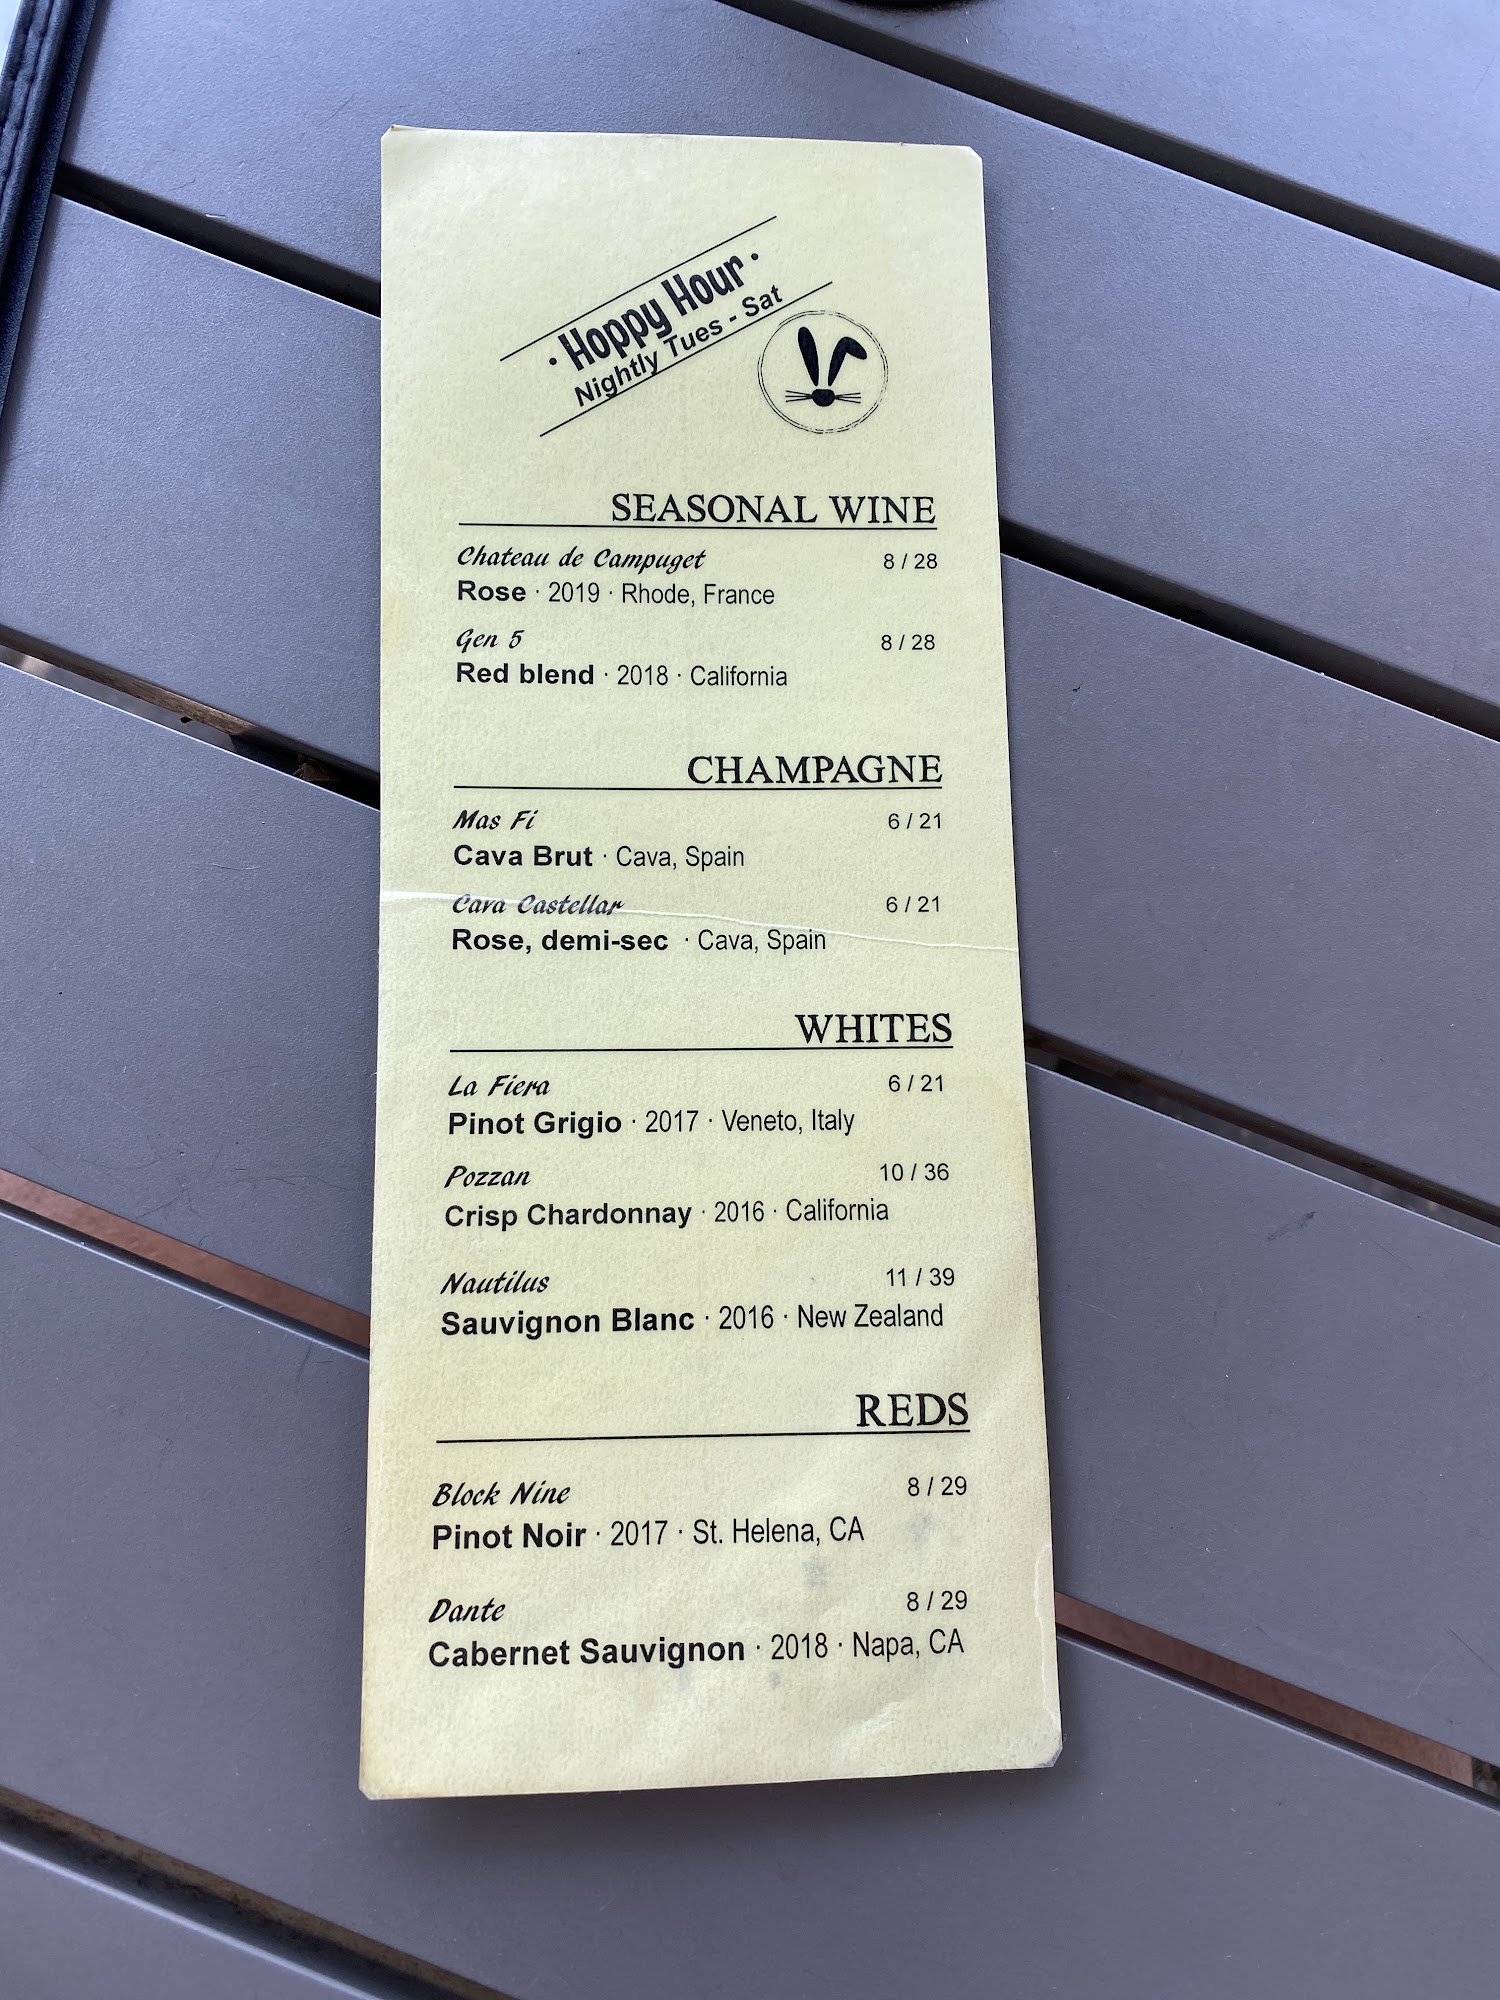 · Hoppy Hour ·
Nightly Tues - Sat
SEASONAL WINE
Chateau de Campuget 8 / 28
Rose · 2019 · Rhode, France
Gen 5 8 / 28
Red blend · 2018 · California
CHAMPAGNE
Mas Fi 6 / 21
Cava Brut · Cava, Spain
Cava Castellar 6 / 21
Rose, demi-sec · Cava, Spain
WHITES
La Fiera 6 / 21
Pinot Grigio · 2017 · Veneto, Italy
Pozzan 10 / 36
Crisp Chardonnay · 2016 · California
Nautilus 11 / 39
Sauvignon Blanc · 2016 · New Zealand
REDS
Block Nine 8 / 29
Pinot Noir · 2017 · St. Helena, CA
Dante 8 / 29
Cabernet Sauvignon · 2018 · Napa, CA